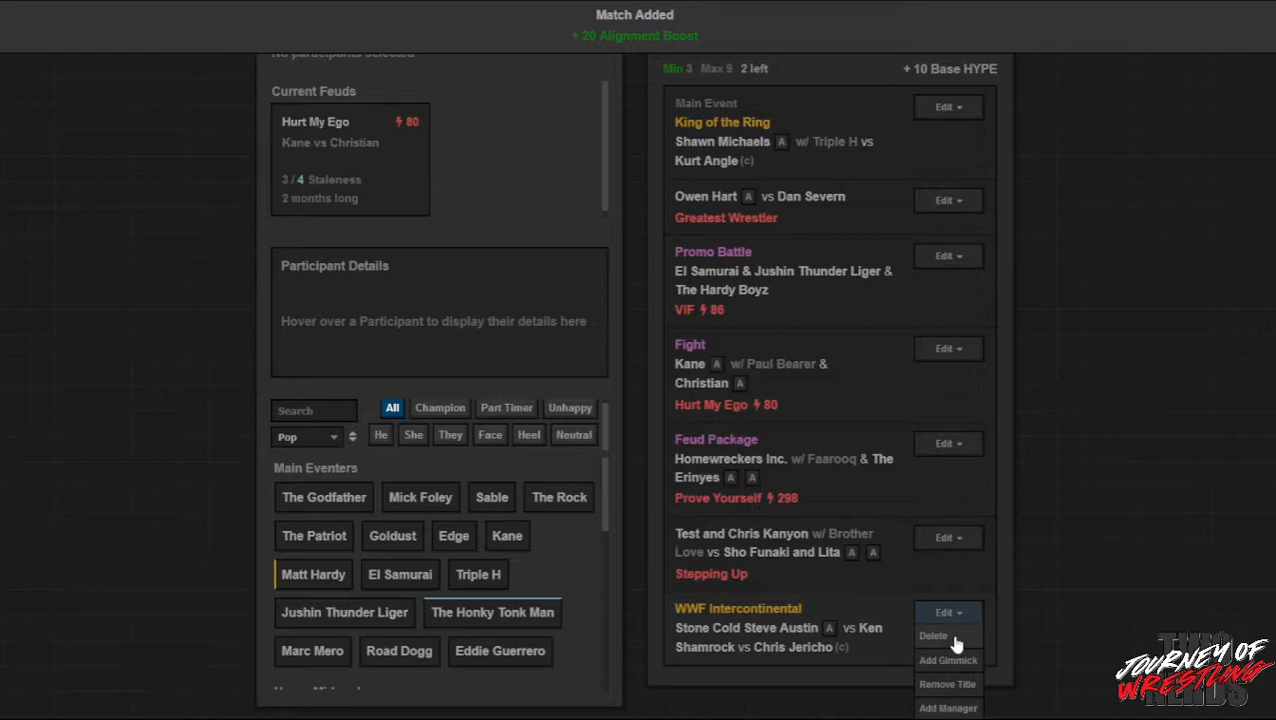 Match Added
+ 20 Alignment Boost
No participants selected
Current Feuds
Hurt My Ego 80
Kane vs Christian
3 / 4 Staleness
2 months long
Participant Details
Hover over a Participant to display their details here
Search
All Champion Part Timer Unhappy
Pop
He She They Face Heel Neutral
Main Eventers
The Godfather Mick Foley Sable The Rock
The Patriot Goldust Edge Kane
Matt Hardy El Samurai Triple H
Jushin Thunder Liger The Honky Tonk Man
Marc Mero Road Dogg Eddie Guerrero
Min 3 Max 9 2 left + 10 Base HYPE
Main Event
Edit
King of the Ring
Shawn Michaels A w/ Triple H vs
Kurt Angle (c)
Owen Hart A vs Dan Severn
Edit
Greatest Wrestler
Promo Battle
Edit
El Samurai & Jushin Thunder Liger &
The Hardy Boyz
VIF 86
Fight
Edit
Kane A w/ Paul Bearer &
Christian A
Hurt My Ego 80
Feud Package
Edit
Homewreckers Inc. w/ Faarooq & The
Erinyes A A
Prove Yourself 298
Test and Chris Kanyon w/ Brother
Edit
Love vs Sho Funaki and Lita A A
Stepping Up
WWF Intercontinental
Edit
Stone Cold Steve Austin A vs Ken
Shamrock vs Chris Jericho (c)
Delete
Add Gimmick
Remove Title
Add Manager
THIS
JOURNEY OF
WRESTLING
NERDS